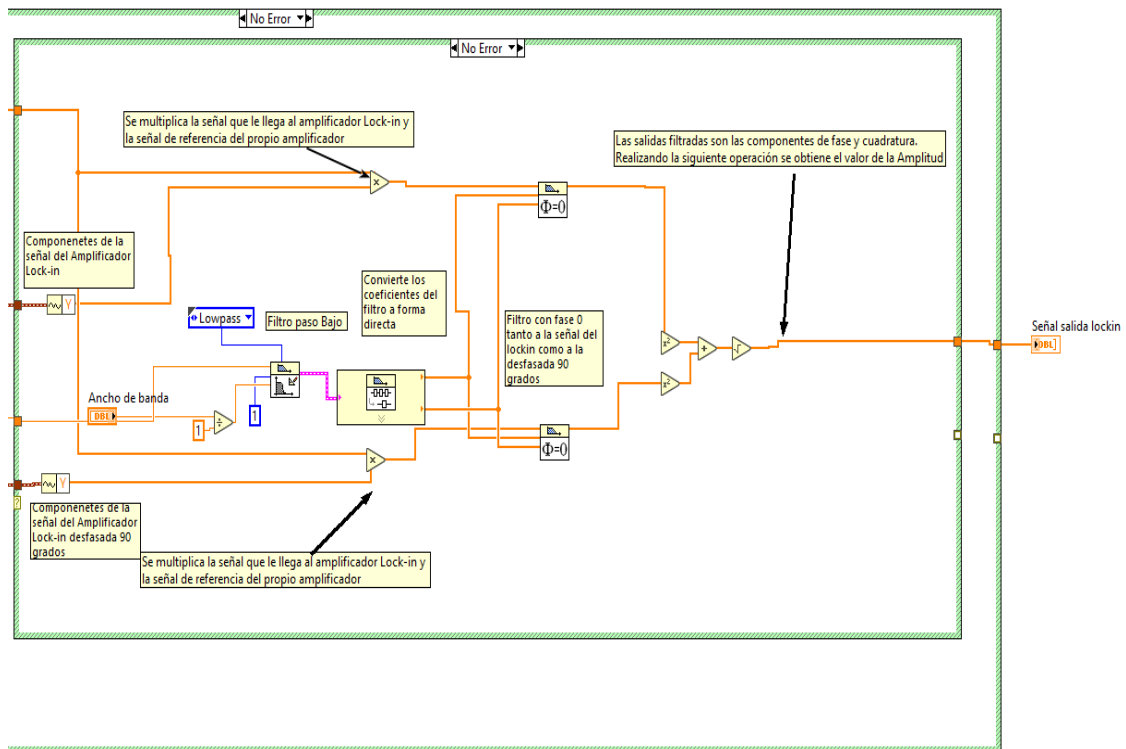 No Error
No Error
Se multiplica la señal que le llega al amplificador Lock-in y
la señal de referencia del propio amplificador
Las salidas filtradas son las componentes de fase y cuadratura.
Realizando la siguiente operación se obtiene el valor de la Amplitud
×
Φ=0
Componenetes de la
señal del Amplificador
Lock-in
Y
Convierte los
coeficientes del
filtro a forma
directa
Lowpass
Filtro paso Bajo
Filtro con fase 0
tanto a la señal del
lockin como a la
desfasada 90
grados
Señal salida lockin
DBL
x²
+
√
x²
Ancho de banda
DBL
÷
1
1
Φ=0
×
Y
?
Componenetes de la
señal del Amplificador
Lock-in desfasada 90
grados
Se multiplica la señal que le llega al amplificador Lock-in y
la señal de referencia del propio amplificador